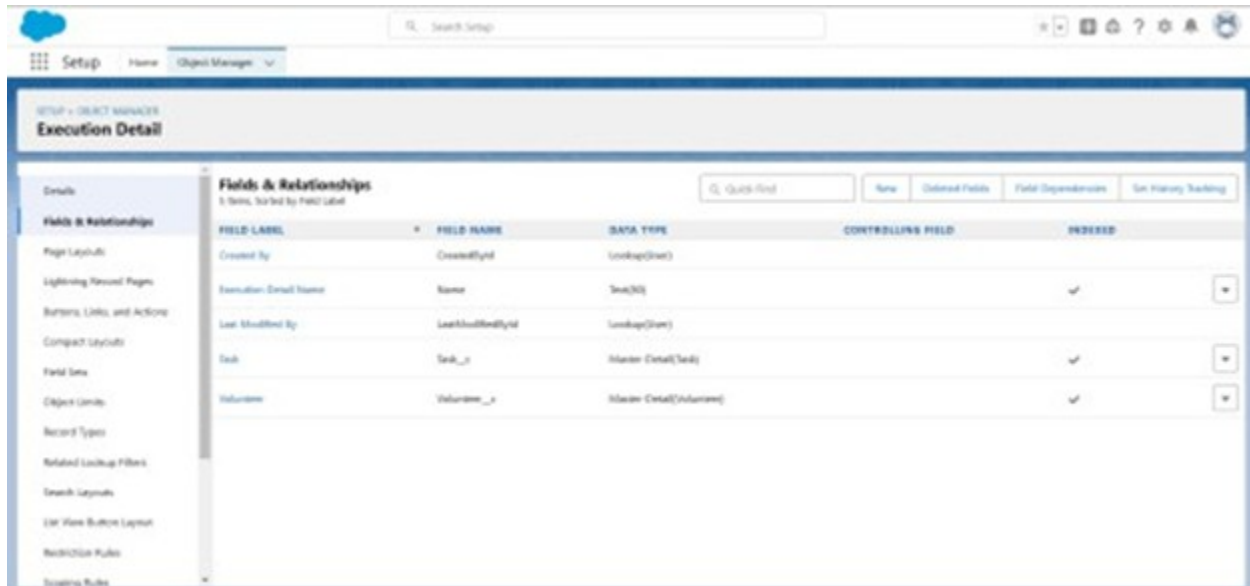 Search Setup
Setup Home Object Manager
SETUP > OBJECT MANAGER
Execution Detail
Details
Fields & Relationships
Page Layouts
Lightning Record Pages
Buttons, Links, and Actions
Compact Layouts
Field Sets
Object Limits
Record Types
Related Lookup Filters
Search Layouts
List View Button Layout
Restriction Rules
Scoping Rules
Fields & Relationships
5 Items, Sorted by Field Label
Quick Find
New Deleted Fields Field Dependencies Set History Tracking
FIELD LABEL FIELD NAME DATA TYPE CONTROLLING FIELD INDEXED
Created By CreatedById Lookup(User)
Execution Detail Name Name Text(80)
Last Modified By LastModifiedById Lookup(User)
Task Task__c Master-Detail(Task)
Volunteer Volunteer__c Master-Detail(Volunteer)